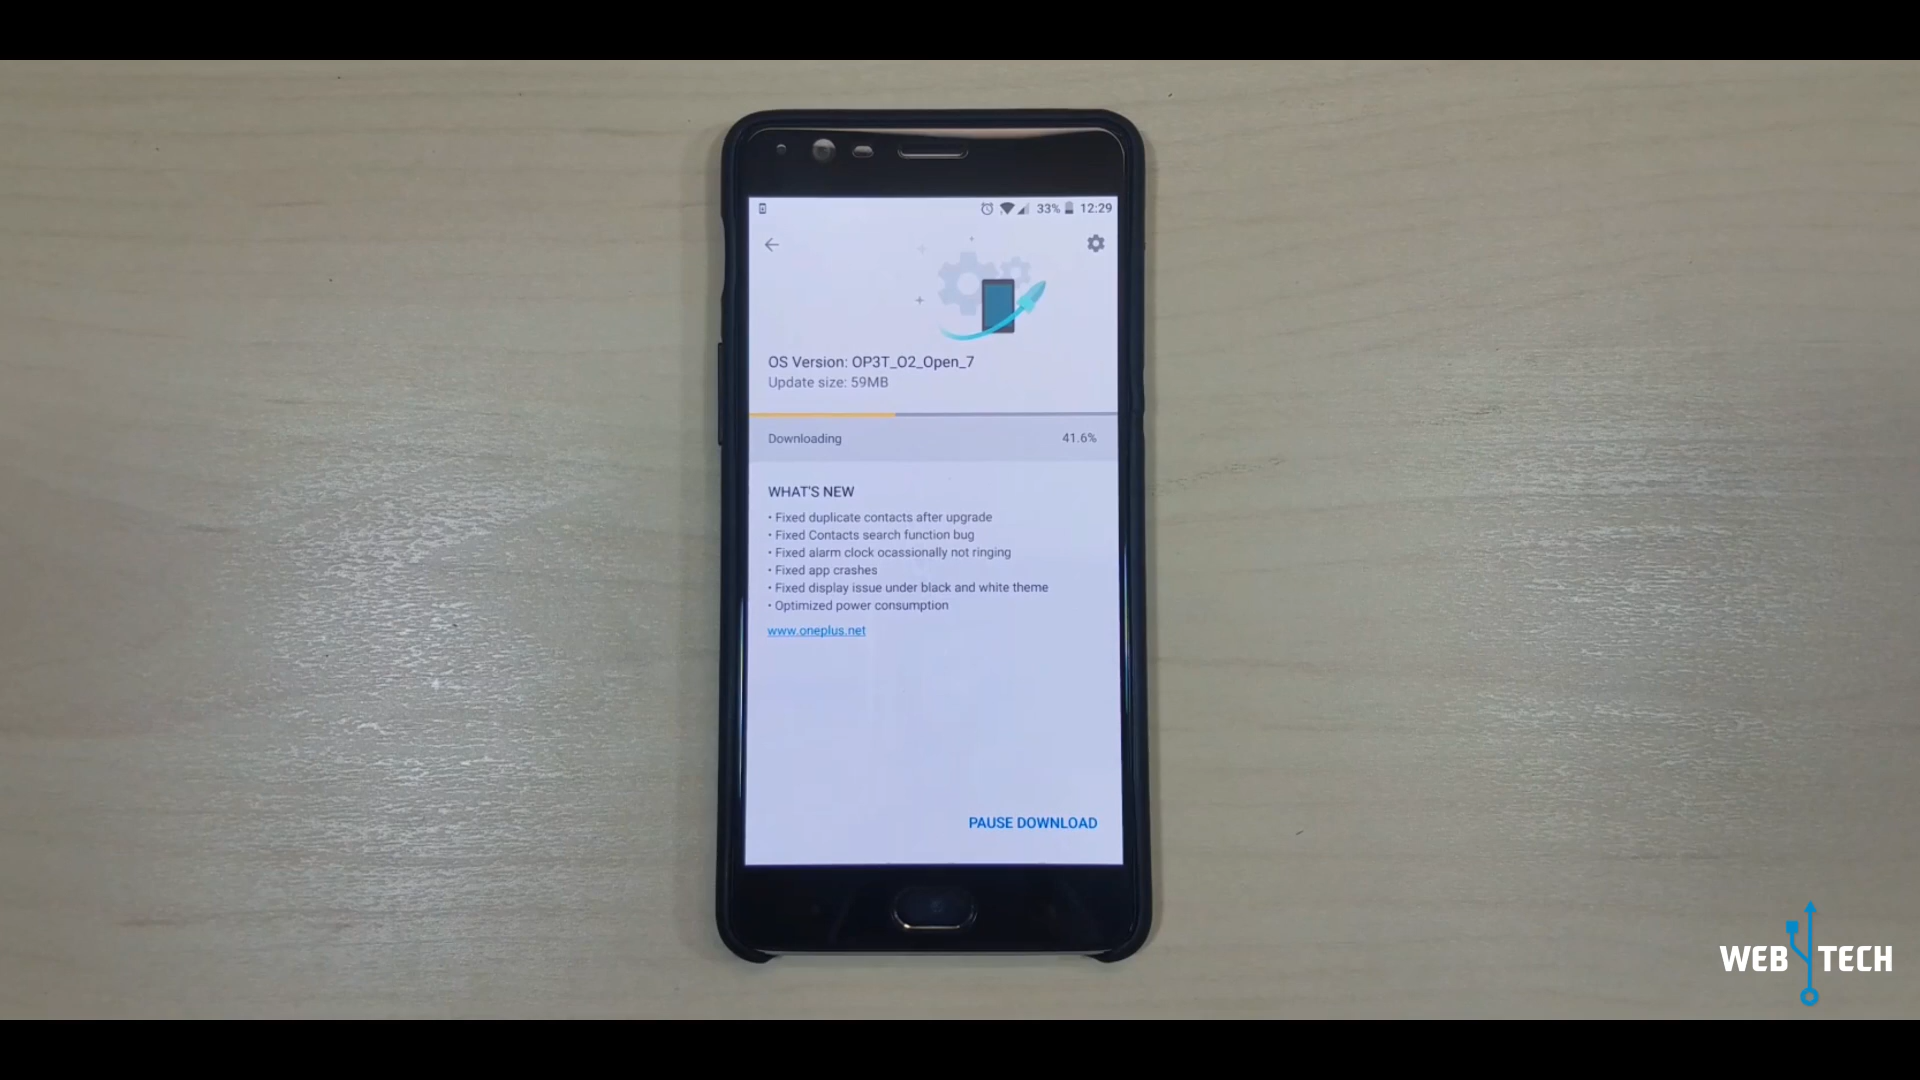 33% 12:29
OS Version: OP3T_O2_Open_7
Update size: 59MB
Downloading 41.6%
WHAT'S NEW
• Fixed duplicate contacts after upgrade
• Fixed Contacts search function bug
• Fixed alarm clock ocassionally not ringing
• Fixed app crashes
• Fixed display issue under black and white theme
• Optimized power consumption
www.oneplus.net
PAUSE DOWNLOAD
WEB TECH